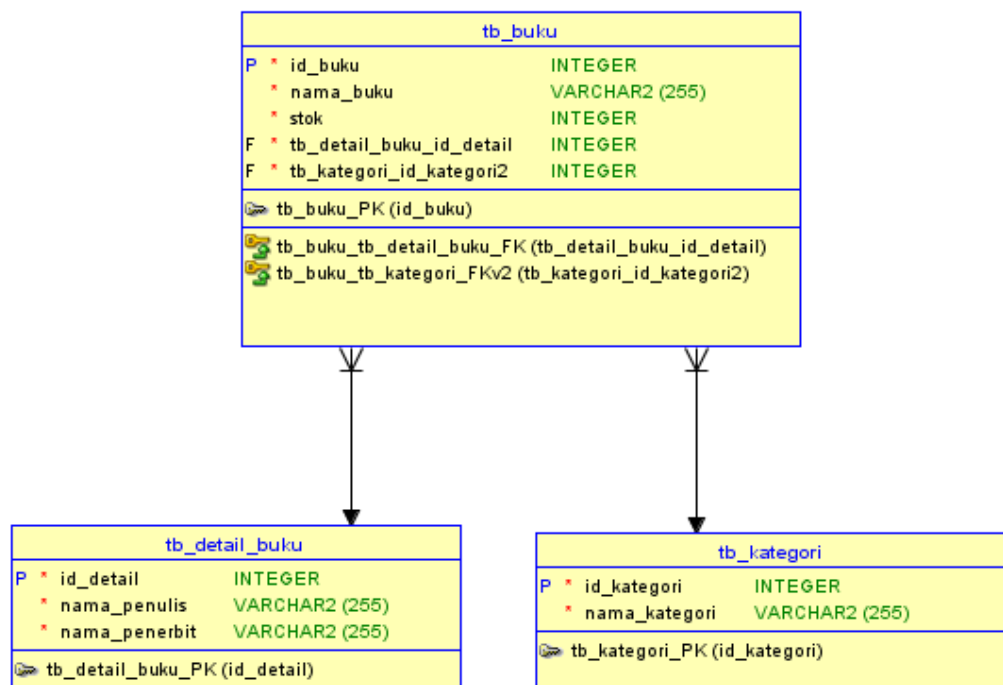 tb_buku
P * id_buku INTEGER
* nama_buku VARCHAR2 (255)
* stok INTEGER
F * tb_detail_buku_id_detail INTEGER
F * tb_kategori_id_kategori2 INTEGER
tb_buku_PK (id_buku)
tb_buku_tb_detail_buku_FK (tb_detail_buku_id_detail)
tb_buku_tb_kategori_FKv2 (tb_kategori_id_kategori2)
tb_detail_buku
P * id_detail INTEGER
* nama_penulis VARCHAR2 (255)
* nama_penerbit VARCHAR2 (255)
tb_detail_buku_PK (id_detail)
tb_kategori
P * id_kategori INTEGER
* nama_kategori VARCHAR2 (255)
tb_kategori_PK (id_kategori)